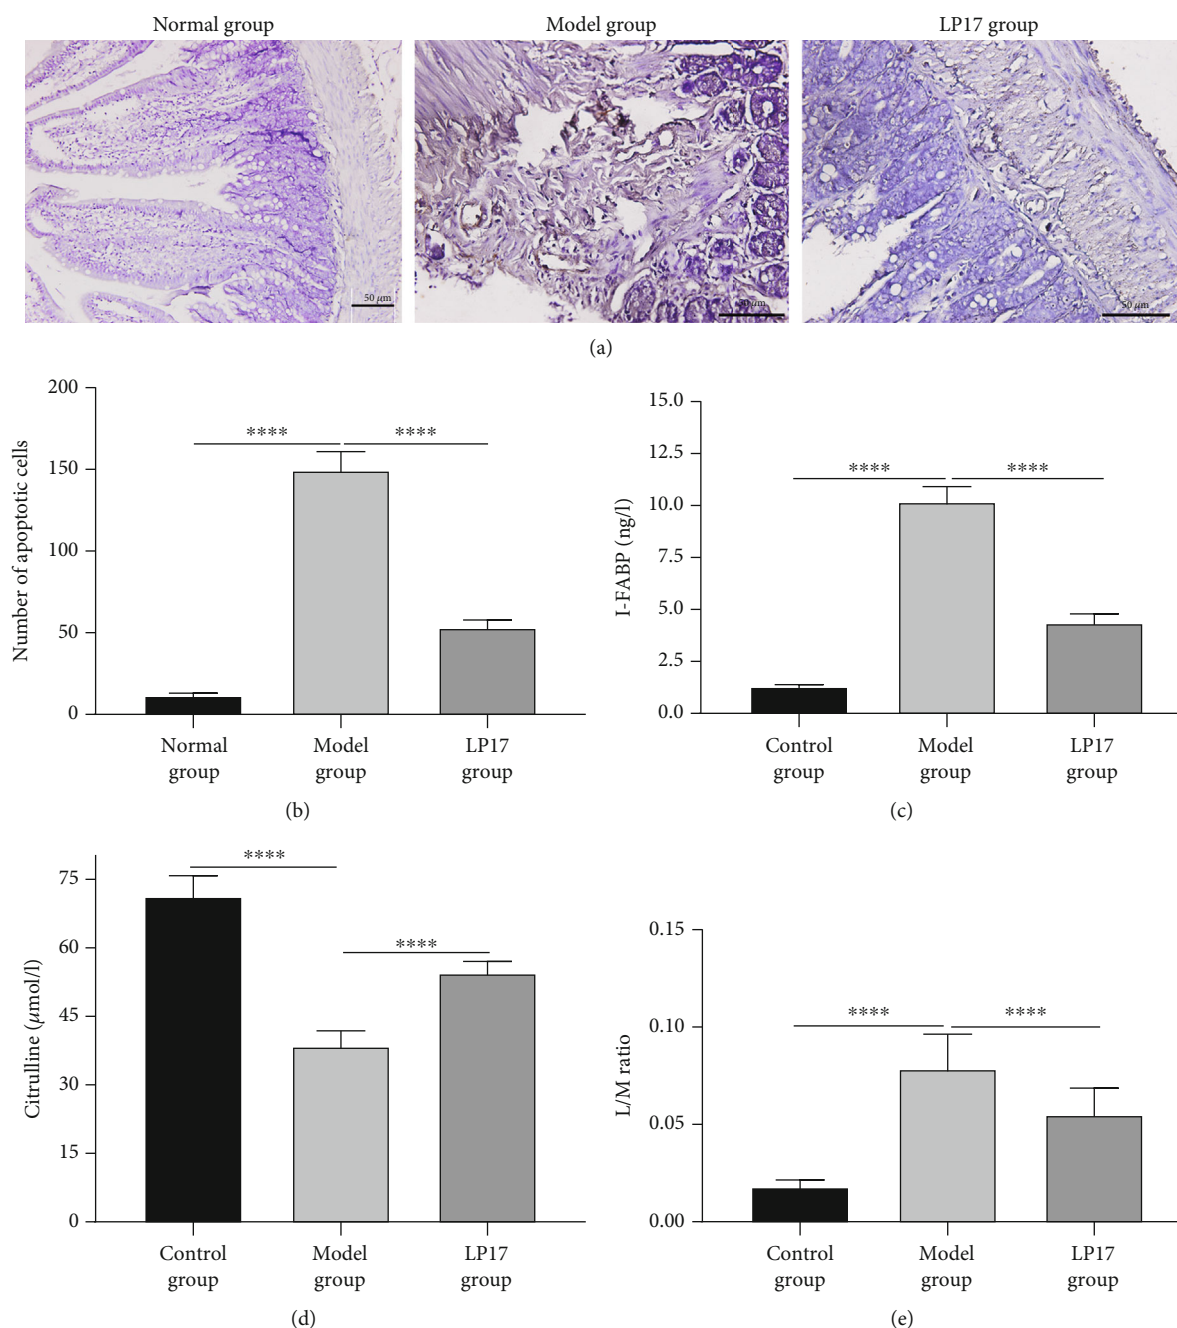 Normal group
Model group
LP17 group
50 μm
50 μm
50 μm
(a)
Number of apoptotic cells
200
150
100
50
0
****
****
Normal group
Model group
LP17 group
(b)
I-FABP (ng/l)
15.0
12.5
10.0
7.5
5.0
2.5
0.0
****
****
Control group
Model group
LP17 group
(c)
Citrulline (μmol/l)
75
60
45
30
15
0
****
****
Control group
Model group
LP17 group
(d)
L/M ratio
0.15
0.10
0.05
0.00
****
****
Control group
Model group
LP17 group
(e)